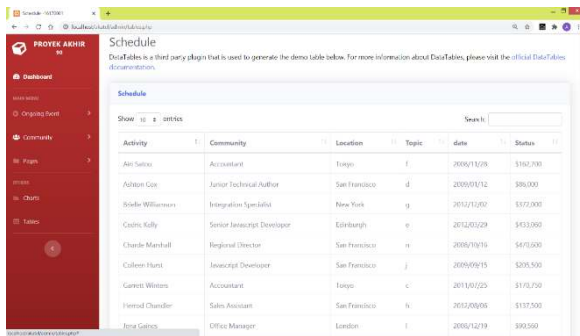 Schedule
PROYEK AKHIR
DataTables is a third party plugin that is used to generate the demo table below. For more information about DataTables, please visit the official DataTables
documentation.
Dashboard
Schedule
Ongoing Event
Show 10 entries
Search:
Community
Activity Community Location Topic date Status
Pages
Airi Satou Accountant Tokyo f 2008/11/28 $162,700
Ashton Cox Junior Technical Author San Francisco d 2009/01/12 $86,000
Charts
Brielle Williamson Integration Specialist New York g 2012/12/02 $372,000
Tables
Cedric Kelly Senior Javascript Developer Edinburgh e 2012/03/29 $433,060
Charde Marshall Regional Director San Francisco n 2008/10/16 $470,600
Colleen Hurst Javascript Developer San Francisco j 2009/09/15 $205,500
Garrett Winters Accountant Tokyo c 2011/07/25 $170,750
Herrod Chandler Sales Assistant San Francisco h 2012/08/06 $137,500
Jena Gaines Office Manager London 2008/12/19 $90,560